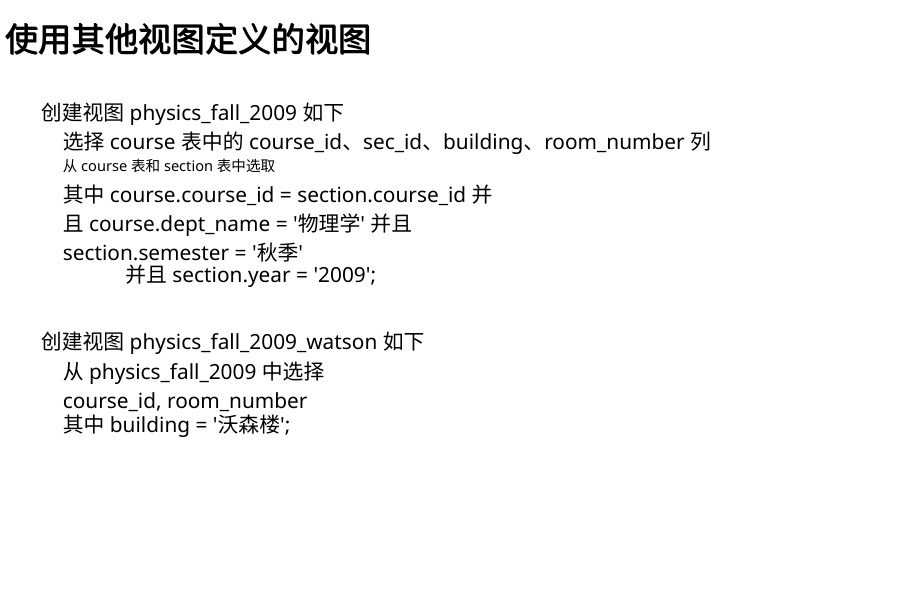 使用其他视图定义的视图
创建视图 physics_fall_2009 如下
选择 course 表中的 course_id、sec_id、building、room_number 列
从 course 表和 section 表中选取
其中 course.course_id = section.course_id 并
且 course.dept_name = '物理学' 并且
section.semester = '秋季'
并且 section.year = '2009';
创建视图 physics_fall_2009_watson 如下
从 physics_fall_2009 中选择
course_id, room_number
其中 building = '沃森楼';